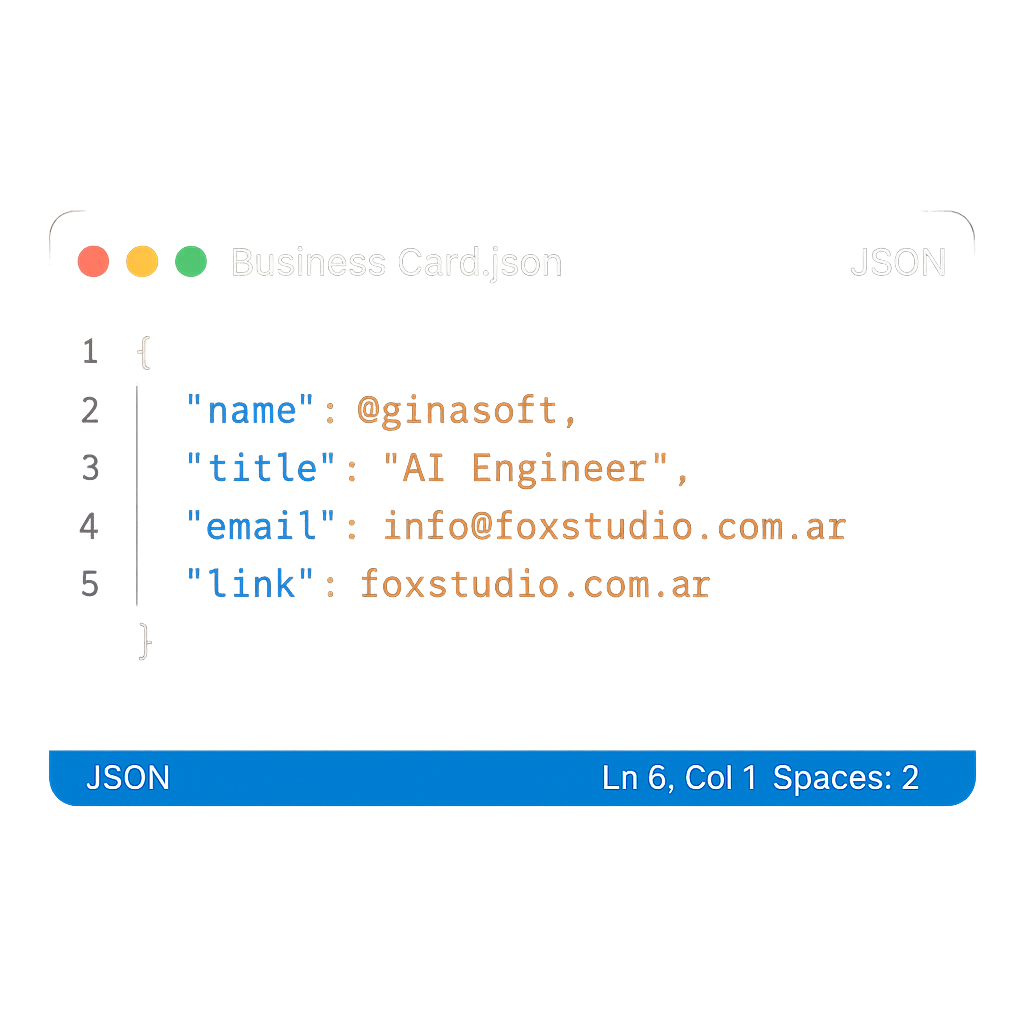 Business Card.json JSON
1 {
2 "name": @ginasoft,
3 "title": "AI Engineer",
4 "email": info@foxstudio.com.ar
5 "link": foxstudio.com.ar
}
JSON Ln 6, Col 1 Spaces: 2